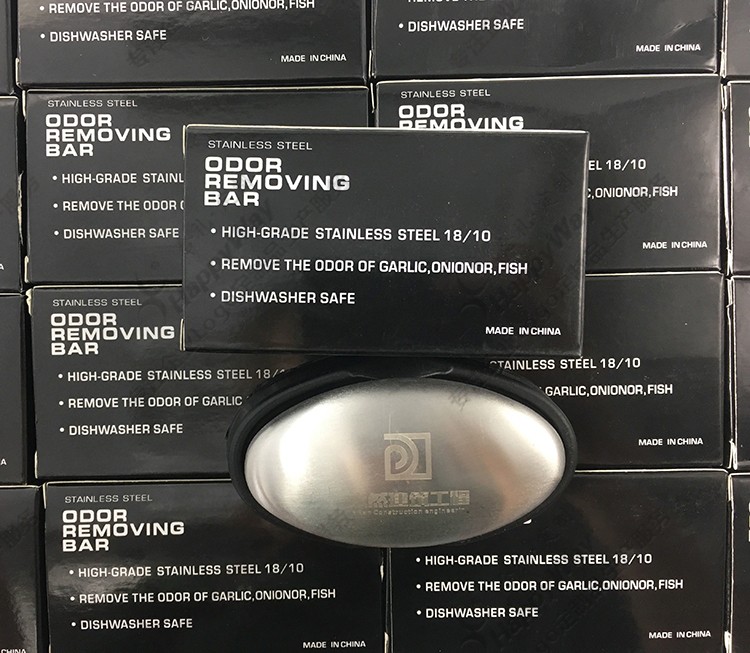 • REMOVE THE ODOR OF GARLIC,ONIONOR,FISH
• DISHWASHER SAFE
MADE IN CHINA
• DISHWASHER SAFE
MADE IN CHINA
STAINLESS STEEL
ODOR
REMOVING
BAR
• HIGH-GRADE
• REMOVE THE ODOR
• DISHWASHER SAFE
STAINLESS STEEL
ODOR
REMOVING
18/10
FISH
MADE IN CHINA
STAINLESS STEEL
ODOR
REMOVING
BAR
• HIGH-GRADE STAINLESS STEEL 18/10
• REMOVE THE ODOR OF GARLIC,ONIONOR,FISH
• DISHWASHER SAFE
MADE IN CHINA
STAINLESS STEEL
ODOR
REMOVING
BAR
• HIGH-GRADE STAINLESS STEEL
• REMOVE THE ODOR OF GARLIC
• DISHWASHER SAFE
STEEL 18/10
GARLIC,ONIONOR,FISH
MADE IN CHINA
Construction engineering
STAINLESS STEEL
ODOR
REMOVING
BAR
• HIGH-GRADE STAINLESS STEEL 18/10
• REMOVE THE ODOR OF GARLIC,ONIONOR,FISH
• DISHWASHER SAFE
MADE IN CHINA
• HIGH-GRADE STAINLESS STEEL 18/10
• REMOVE THE ODOR OF GARLIC,ONIONOR,FISH
• DISHWASHER SAFE
MADE IN CHINA